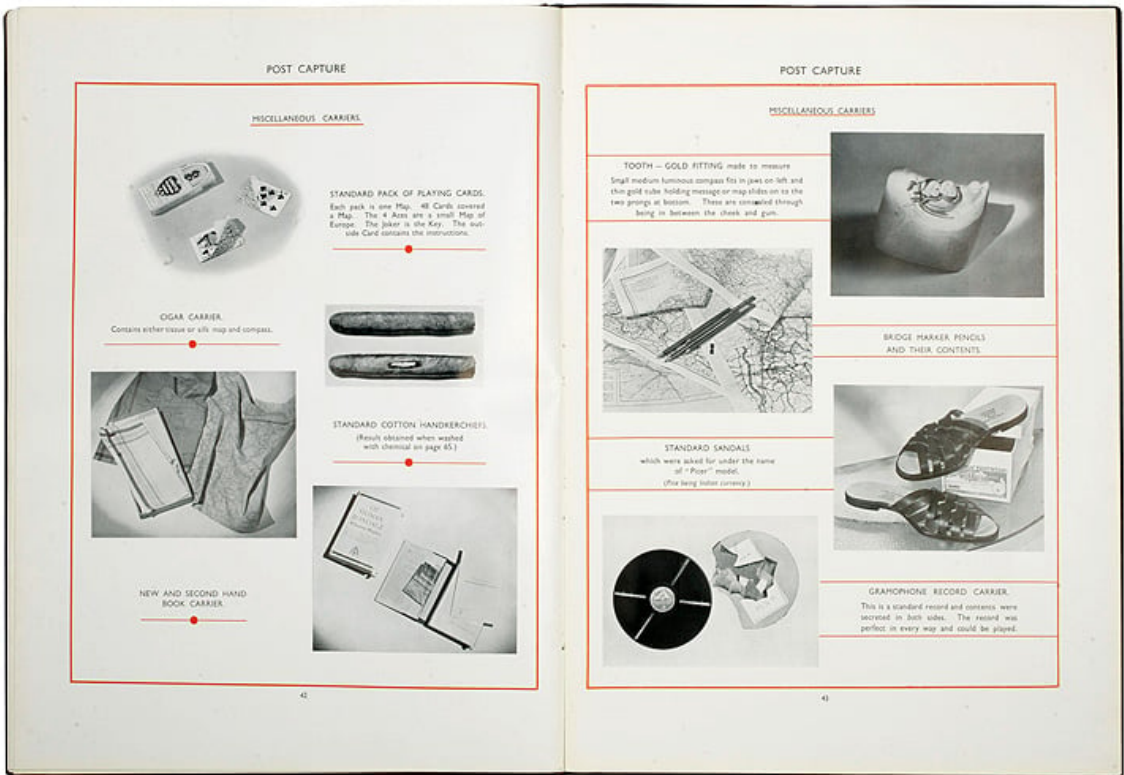 POST CAPTURE
MISCELLANEOUS CARRIERS.
STANDARD PACK OF PLAYING CARDS.
Each pack is one Map. 48 Cards covered
a Map. The 4 Aces are a small Map of
Europe. The Joker is the Key. The out-
side Card contains the instructions.
CIGAR CARRIER.
Contains either tissue or silk map and compass.
STANDARD COTTON HANDKERCHIEFS
(Result obtained when washed
with chemical on page 65.)
NEW AND SECOND HAND
BOOK CARRIER
42
POST CAPTURE
MISCELLANEOUS CARRIERS
TOOTH — GOLD FITTING made to measure
Small medium luminous compass fits in jaws on left and
thin gold tube holding message or map slides on to the
two prongs at bottom. These are concealed through
being in between the cheek and gum.
BRIDGE MARKER PENCILS
AND THEIR CONTENTS
STANDARD SANDALS
which were asked for under the name
of "Picer" model.
(Pice being Indian currency.)
GRAMOPHONE RECORD CARRIER.
This is a standard record and contents were
secreted in both sides. The record was
perfect in every way and could be played.
43